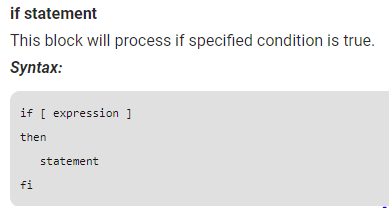 if statement
This block will process if specified condition is true.
Syntax:
if [ expression ]
then
   statement
fi